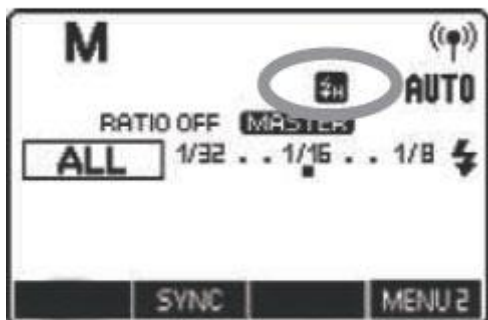 M
H AUTO
RATIO OFF MASTER
ALL 1/32 . . 1/16 . . 1/8
SYNC MENU 2